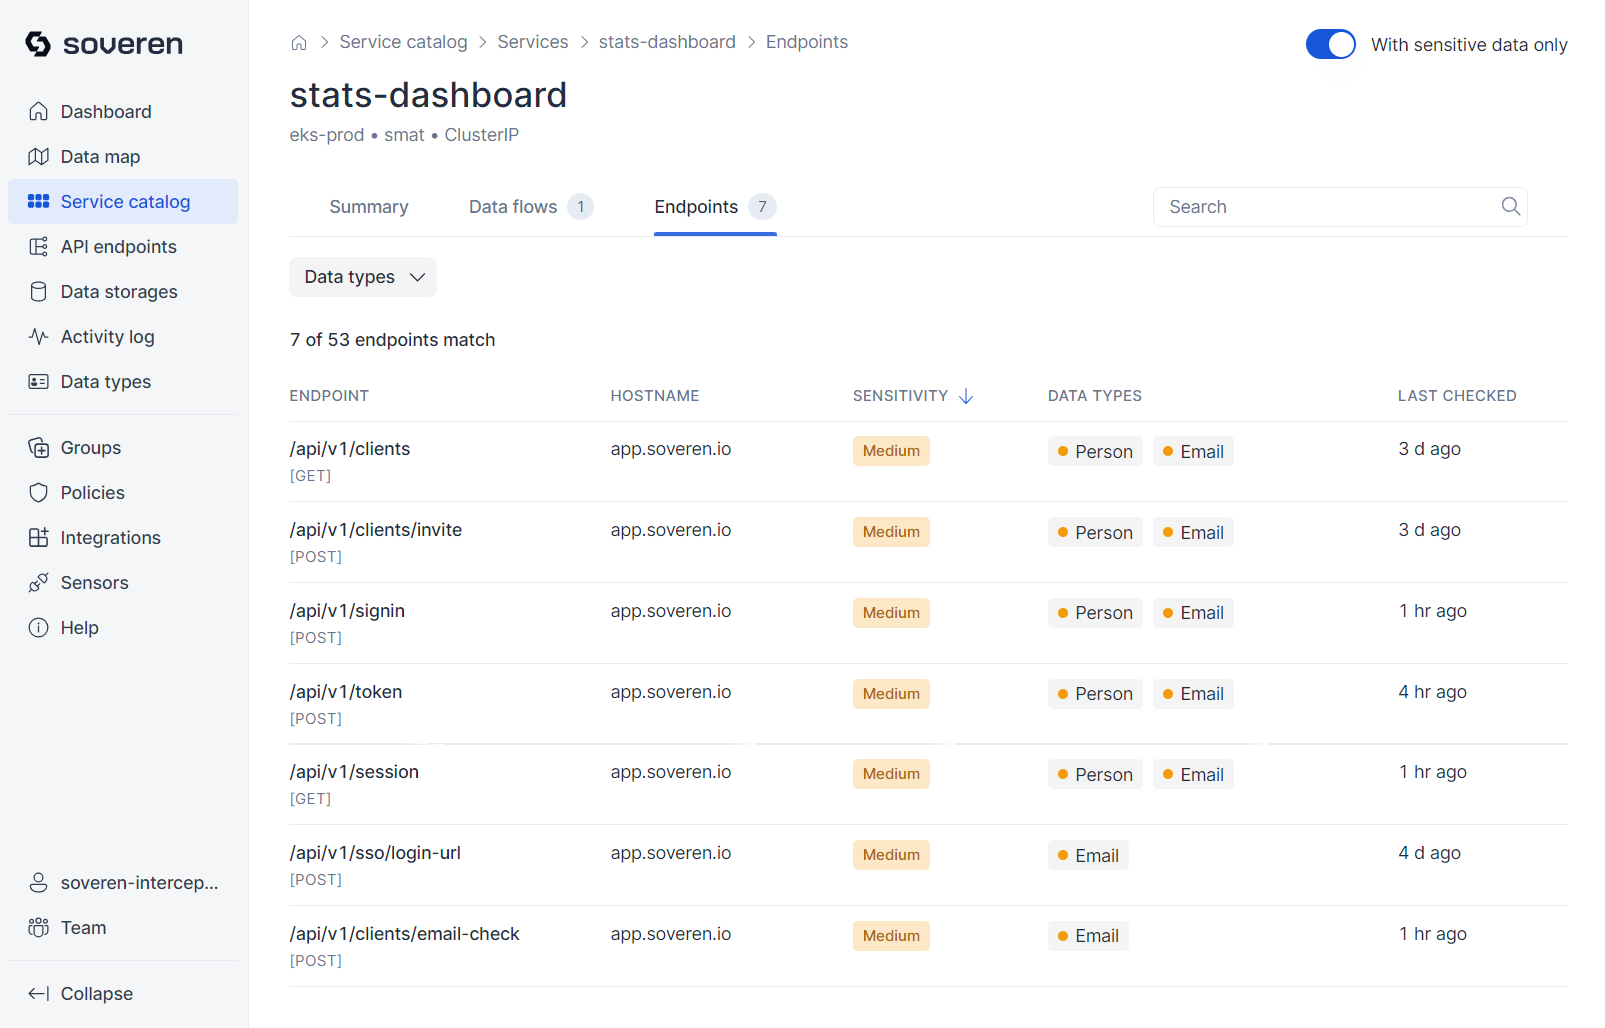 soveren
Dashboard
Data map
Service catalog
API endpoints
Data storages
Activity log
Data types
Groups
Policies
Integrations
Sensors
Help
soveren-intercep...
Team
Collapse
Service catalog > Services > stats-dashboard > Endpoints
With sensitive data only
stats-dashboard
eks-prod • smat • ClusterIP
Summary Data flows 1 Endpoints 7
Search
Data types
7 of 53 endpoints match
ENDPOINT HOSTNAME SENSITIVITY DATA TYPES LAST CHECKED
/api/v1/clients app.soveren.io Medium Person Email 3 d ago
[GET]
/api/v1/clients/invite app.soveren.io Medium Person Email 3 d ago
[POST]
/api/v1/signin app.soveren.io Medium Person Email 1 hr ago
[POST]
/api/v1/token app.soveren.io Medium Person Email 4 hr ago
[POST]
/api/v1/session app.soveren.io Medium Person Email 1 hr ago
[GET]
/api/v1/sso/login-url app.soveren.io Medium Email 4 d ago
[POST]
/api/v1/clients/email-check app.soveren.io Medium Email 1 hr ago
[POST]